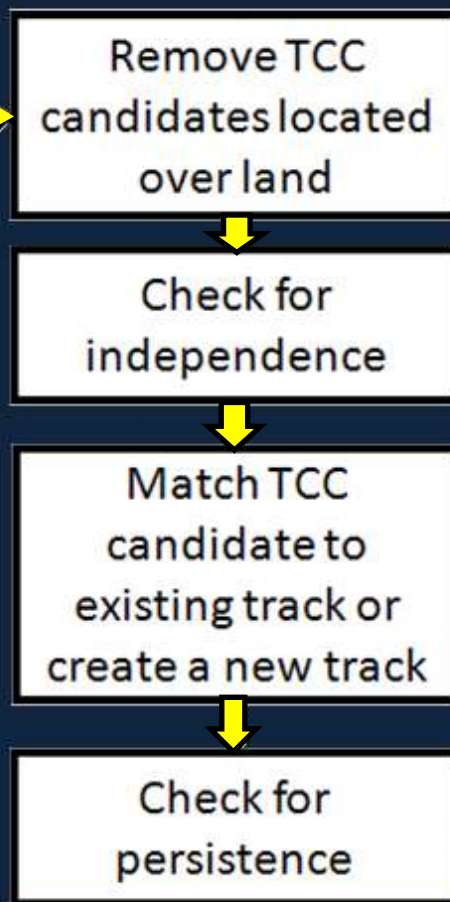 Remove TCC
candidates located
over land
Check for
independence
Match TCC
candidate to
existing track or
create a new track
Check for
persistence